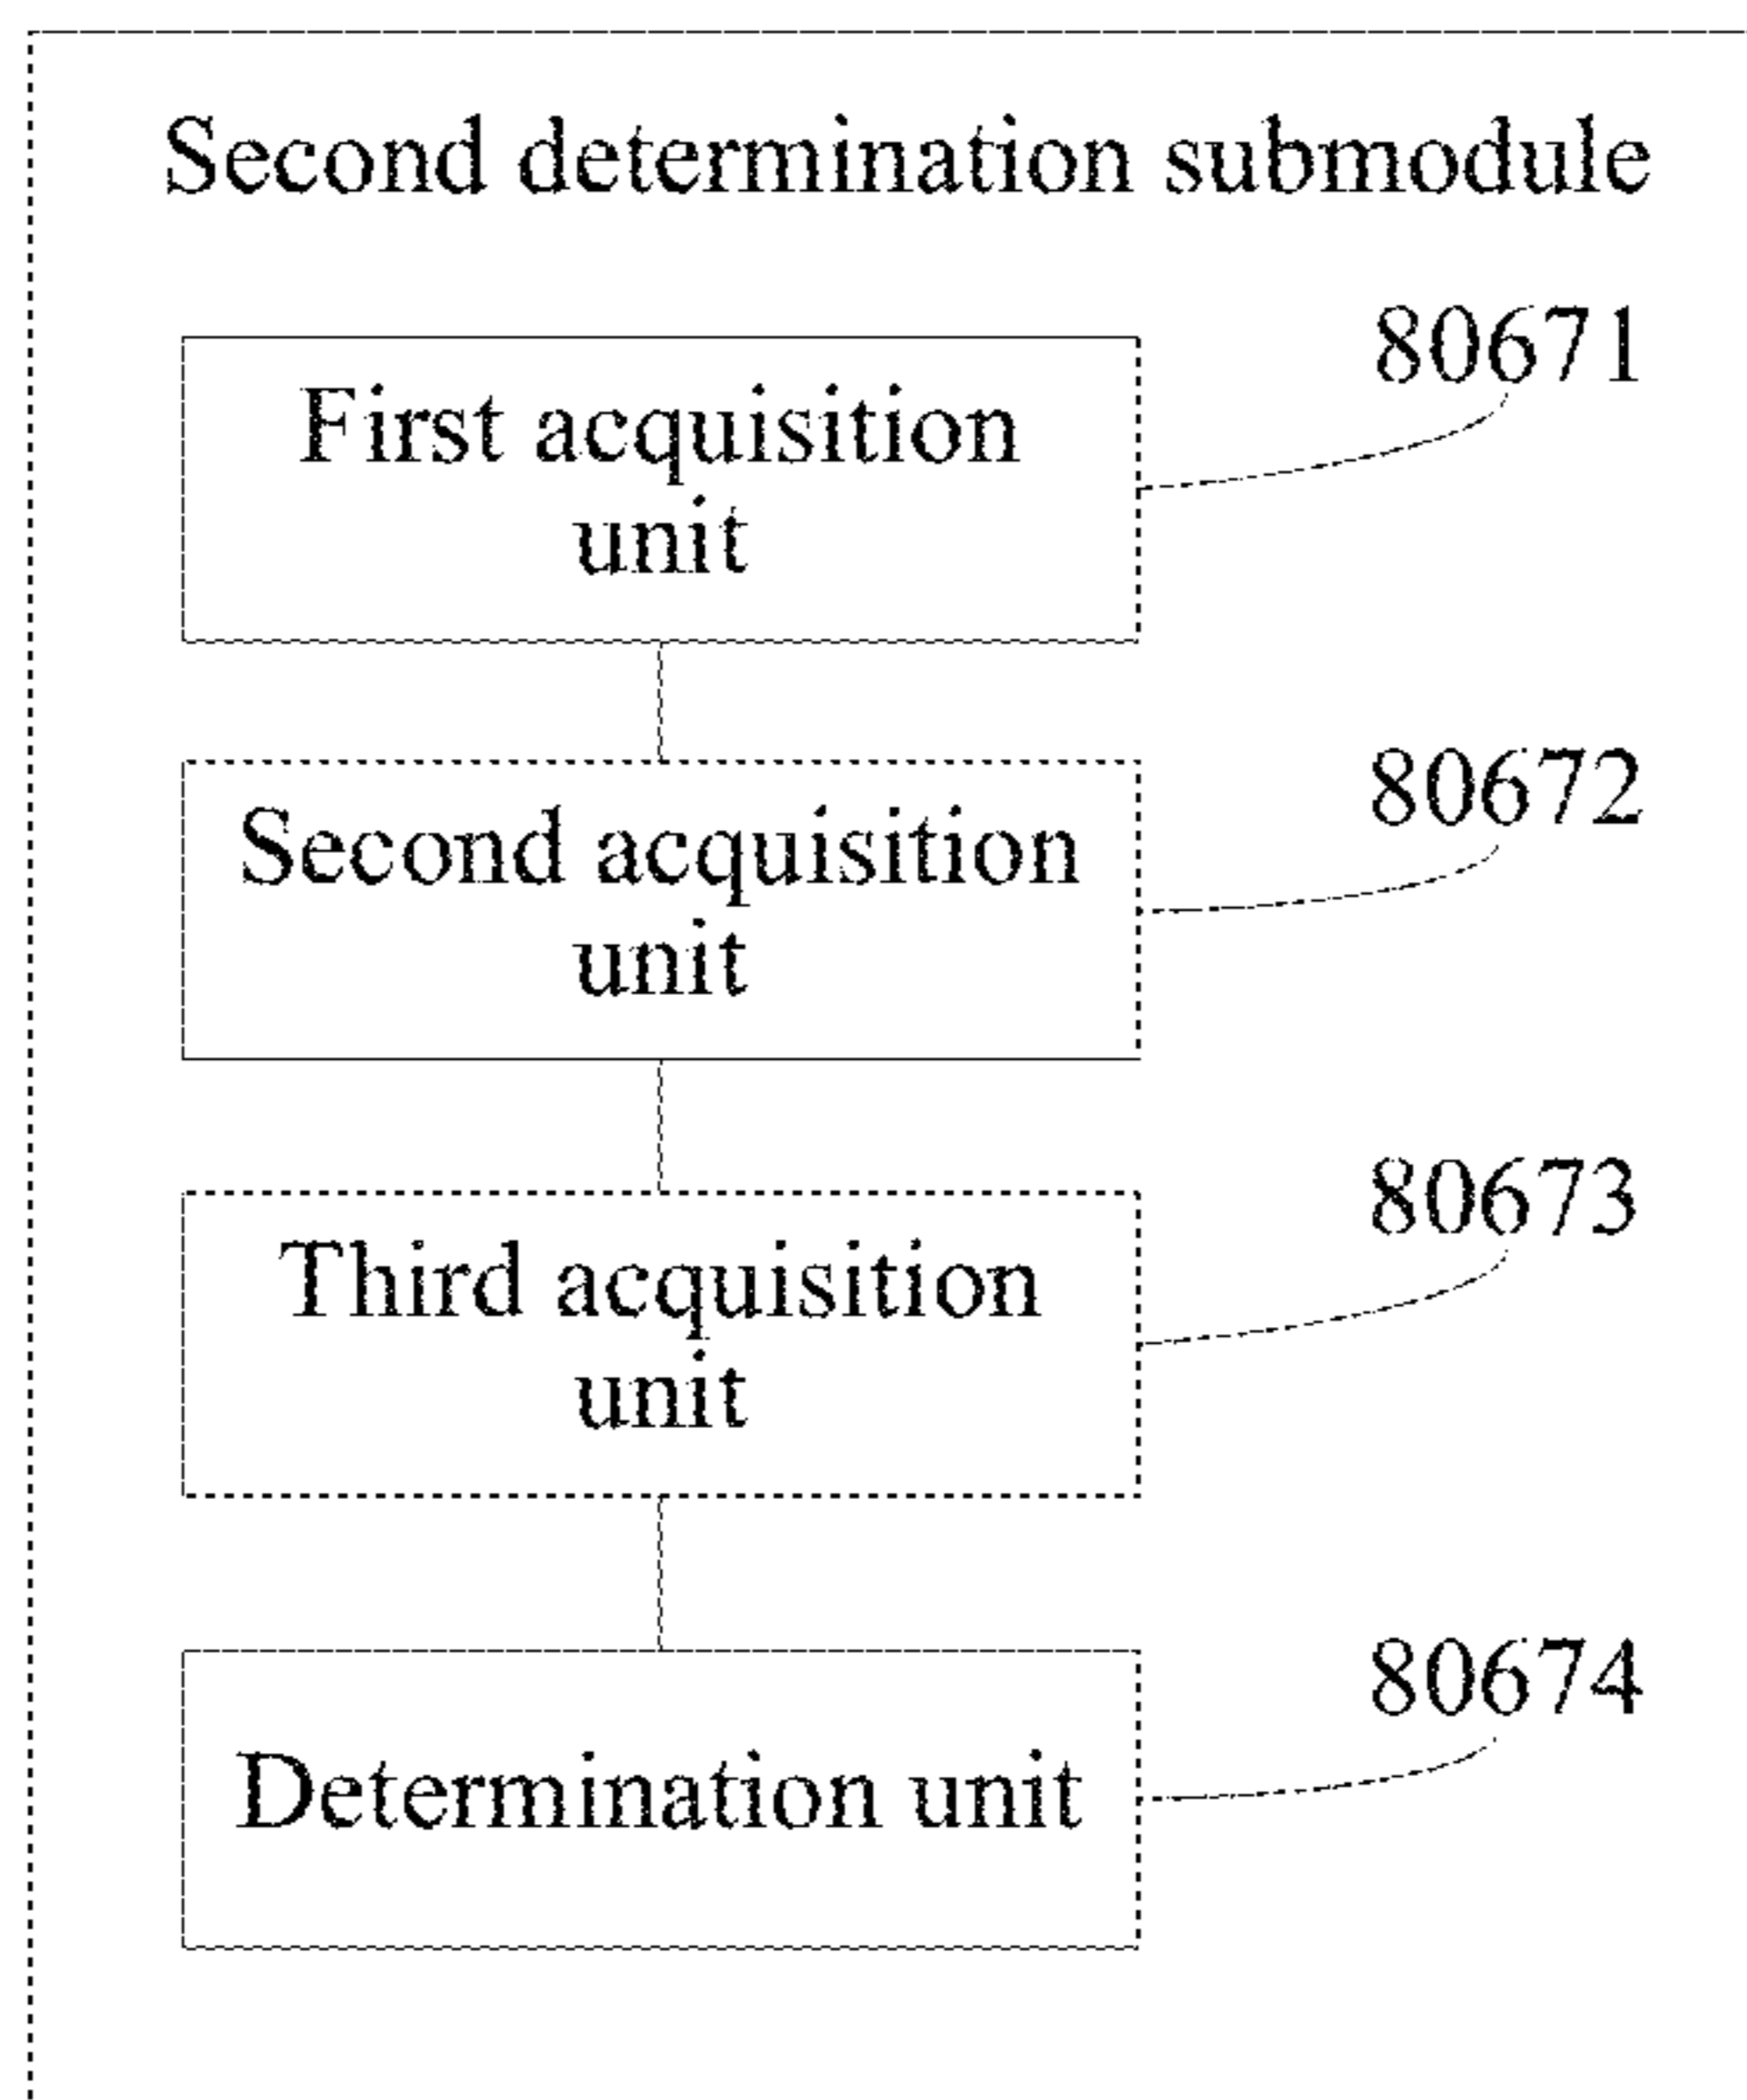 Second determination submodule
80671
First acquisition
unit
80672
Second acquisition
unit
80673
Third acquisition
unit
80674
Determination unit